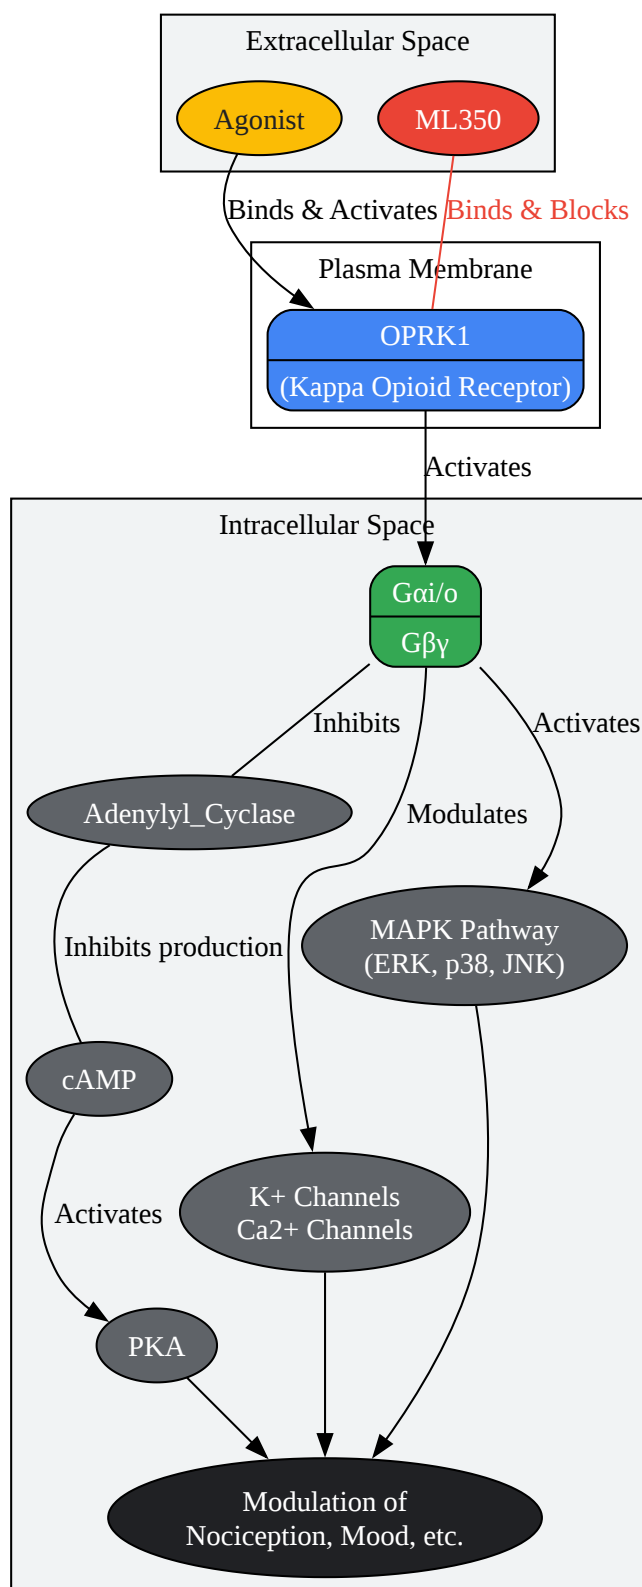 Extracellular Space
Agonist
ML350
Binds & Activates
Binds & Blocks
Plasma Membrane
OPRK1
(Kappa Opioid Receptor)
Activates
Intracellular Space
Gαi/o
Gβγ
Inhibits
Activates
Adenylyl_Cyclase
Modulates
MAPK Pathway
(ERK, p38, JNK)
Inhibits production
cAMP
K+ Channels
Ca2+ Channels
Activates
PKA
Modulation of
Nociception, Mood, etc.